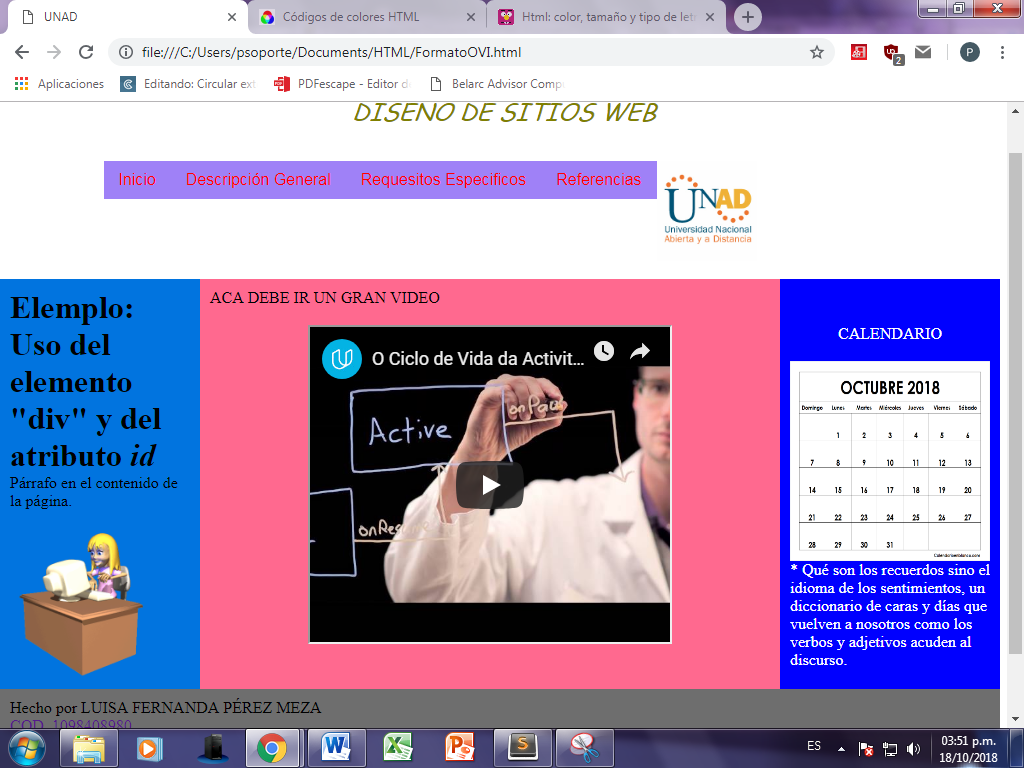 UNAD
Códigos de colores HTML
Html: color, tamaño y tipo de letr
file:///C:/Users/psoporte/Documents/HTML/FormatoOVI.html
P
2
Aplicaciones
Editando: Circular ext
PDFescape - Editor d
Belarc Advisor Compu
DISEÑO DE SITIOS WEB
Inicio
Descripción General
Requesitos Especificos
Referencias
UNAD
Universidad Nacional
Abierta y a Distancia
Elemplo:
Uso del
elemento
"div" y del
atributo id
Párrafo en el contenido de
la página.
ACA DEBE IR UN GRAN VIDEO
O Ciclo de Vida da Activit...
Active
onPau
onResume
CALENDARIO
OCTUBRE 2018
Domingo Lunes Martes Miércoles Jueves Viernes Sábado
1 2 3 4 5 6
7 8 9 10 11 12 13
14 15 16 17 18 19 20
21 22 23 24 25 26 27
28 29 30 31
* Qué son los recuerdos sino el
idioma de los sentimientos, un
diccionario de caras y días que
vuelven a nosotros como los
verbos y adjetivos acuden al
discurso.
Hecho por LUISA FERNANDA PÉREZ MEZA
COD. 1098408980
ES
03:51 p.m.
18/10/2018